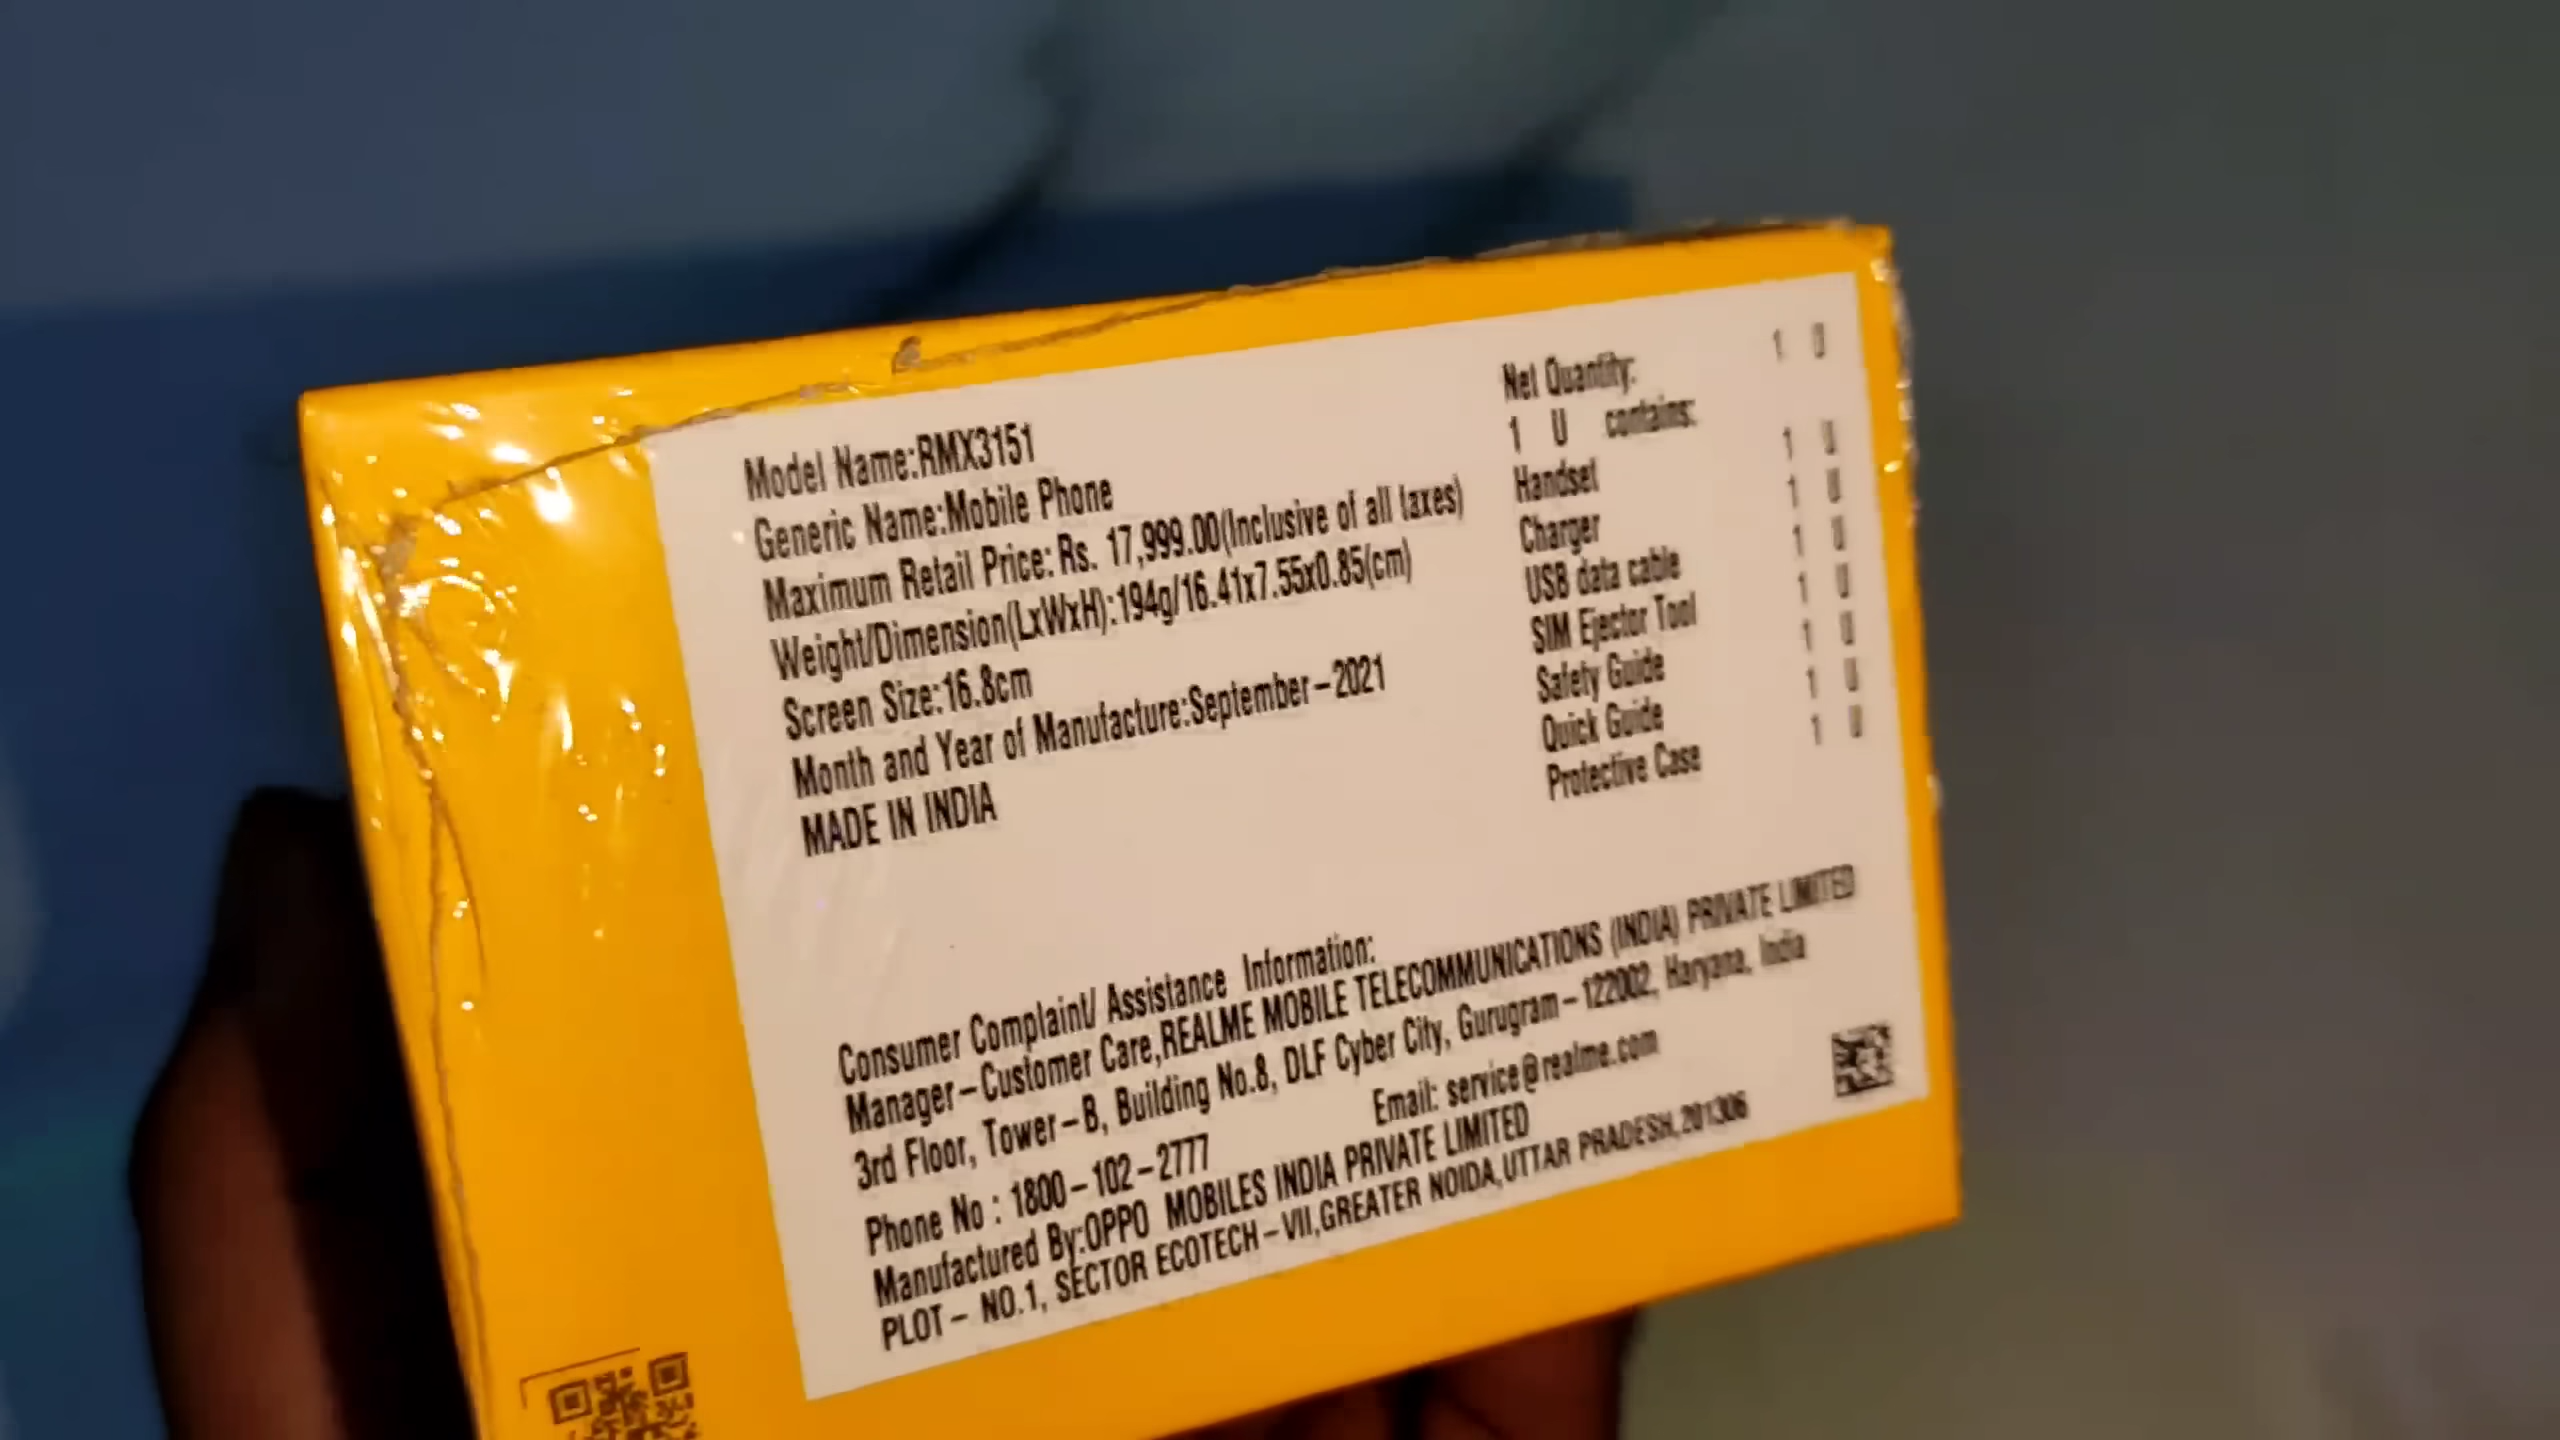 Model Name:RMX3151
Generic Name:Mobile Phone
Maximum Retail Price: Rs. 17,999.00(Inclusive of all taxes)
Weight/Dimension(LxWxH):194g/16.41x7.55x0.85(cm)
Screen Size:16.8cm
Month and Year of Manufacture:September-2021
MADE IN INDIA
Net Quantity: 1 U
1 U contains:
Handset 1 U
Charger 1 U
USB data cable 1 U
SIM Ejector Tool 1 U
Safety Guide 1 U
Quick Guide 1 U
Protective Case 1 U
Consumer Complaint/ Assistance Information:
Manager-Customer Care,REALME MOBILE TELECOMMUNICATIONS (INDIA) PRIVATE LIMITED
3rd Floor, Tower-B, Building No.8, DLF Cyber City, Gurugram-122002, Haryana, India
Phone No : 1800-102-2777 Email: service@realme.com
Manufactured By:OPPO MOBILES INDIA PRIVATE LIMITED
PLOT- NO.1, SECTOR ECOTECH-VII,GREATER NOIDA,UTTAR PRADESH,201306